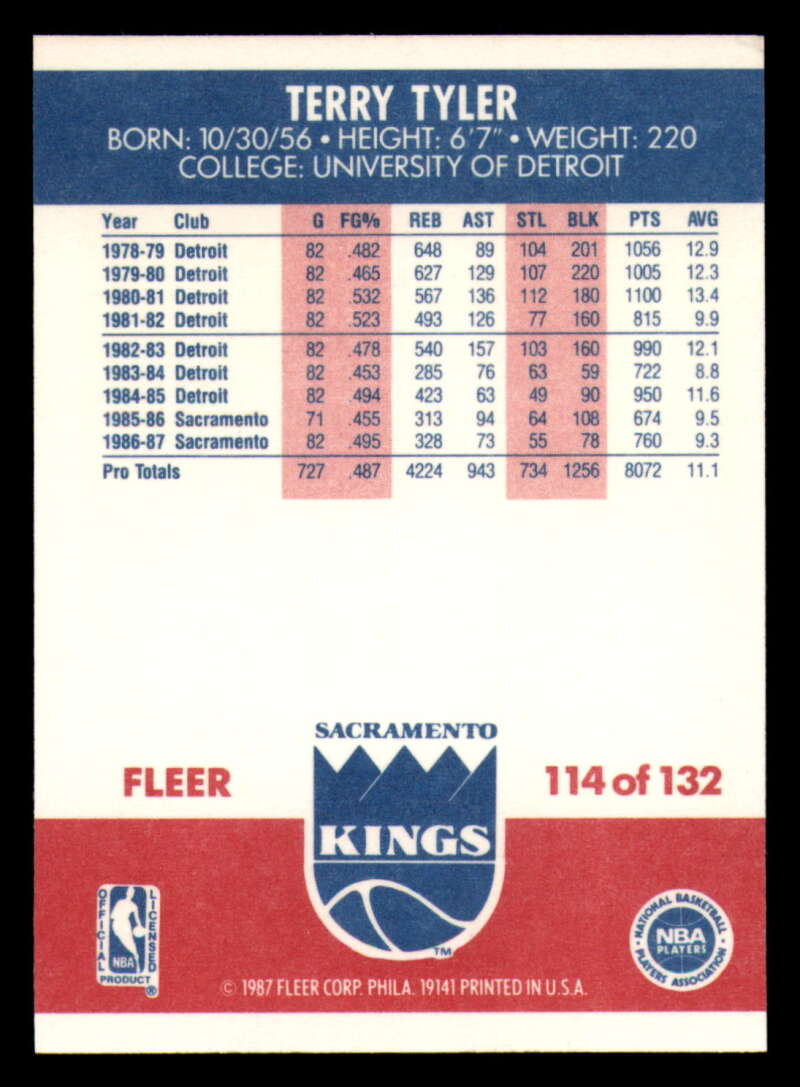 TERRY TYLER
BORN: 10/30/56 • HEIGHT: 6'7" • WEIGHT: 220
COLLEGE: UNIVERSITY OF DETROIT
Year Club G FG% REB AST STL BLK PTS AVG
1978-79 Detroit 82 .482 648 89 104 201 1056 12.9
1979-80 Detroit 82 .465 627 129 107 220 1005 12.3
1980-81 Detroit 82 .532 567 136 112 180 1100 13.4
1981-82 Detroit 82 .523 493 126 77 160 815 9.9
1982-83 Detroit 82 .478 540 157 103 160 990 12.1
1983-84 Detroit 82 .453 285 76 63 59 722 8.8
1984-85 Detroit 82 .494 423 63 49 90 950 11.6
1985-86 Sacramento 71 .455 313 94 64 108 674 9.5
1986-87 Sacramento 82 .495 328 73 55 78 760 9.3
Pro Totals 727 .487 4224 943 734 1256 8072 11.1
SACRAMENTO
KINGS
TM
FLEER
114 of 132
OFFICIAL
LICENSED
NBA
PRODUCT
®
NATIONAL BASKETBALL
NBA
PLAYERS
PLAYERS ASSOCIATION
© 1987 FLEER CORP. PHILA. 19141 PRINTED IN U.S.A.